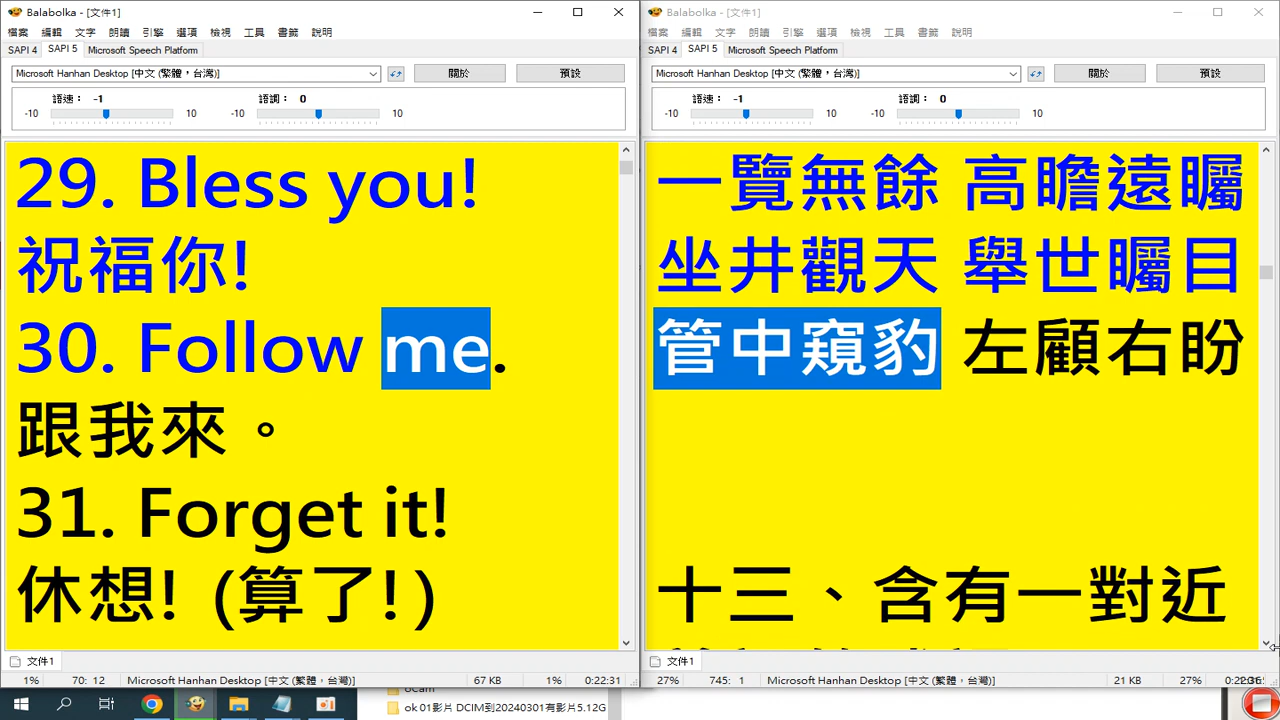 Balabolka - [文件1]
檔案 編輯 文字 朗讀 引擎 選項 檢視 工具 書籤 說明
SAPI 4 SAPI 5 Microsoft Speech Platform
Microsoft Hanhan Desktop [中文 (繁體，台灣)] 關於 預設
語速： -1 語調： 0
-10 10 -10 10
29. Bless you!
祝福你!
30. Follow me.
跟我來。
31. Forget it!
休想! (算了!)
文件1
1% 70: 12 Microsoft Hanhan Desktop [中文 (繁體，台灣)] 67 KB 1% 0:22:31
Balabolka - [文件1]
檔案 編輯 文字 朗讀 引擎 選項 檢視 工具 書籤 說明
SAPI 4 SAPI 5 Microsoft Speech Platform
Microsoft Hanhan Desktop [中文 (繁體，台灣)] 關於 預設
語速： -1 語調： 0
-10 10 -10 10
一覽無餘 高瞻遠矚
坐井觀天 舉世矚目
管中窺豹 左顧右盼
十三、含有一對近
文件1
27% 745: 1 Microsoft Hanhan Desktop [中文 (繁體，台灣)] 21 KB 27%
oCam
ok 01影片 DCIM到20240301有影片5.12G